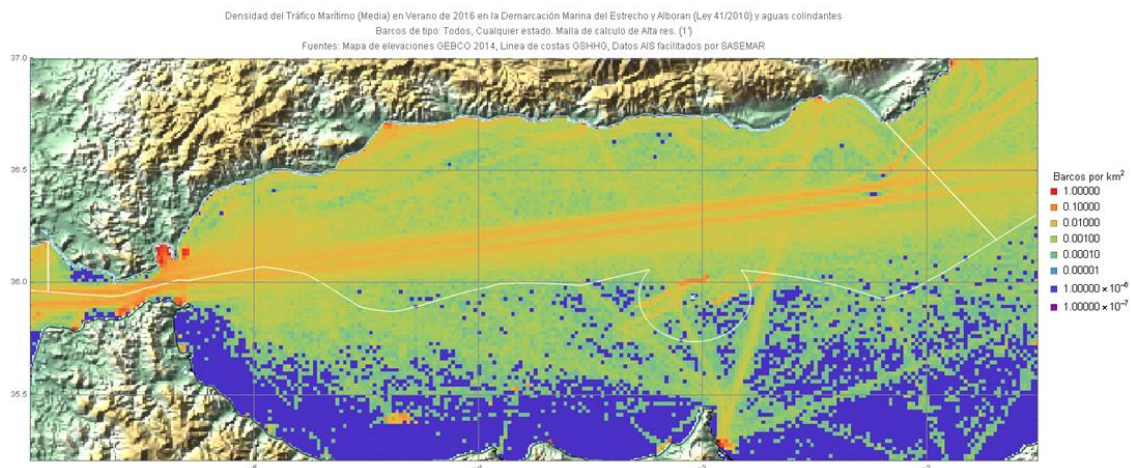 Densidad del Tráfico Marítimo (Media) en Verano de 2016 en la Demarcación Marina del Estrecho y Alboran (Ley 41/2010) y aguas colindantes
Barcos de tipo: Todos, Cualquier estado. Malla de calculo de Alta res. (1')
Fuentes: Mapa de elevaciones GEBCO 2014, Linea de costas GSHHG, Datos AIS facilitados por SASEMAR
37.0
36.5
36.0
35.5
Barcos por km²
1.00000
0.10000
0.01000
0.00100
0.00010
0.00001
1.00000 × 10⁻⁶
1.00000 × 10⁻⁷